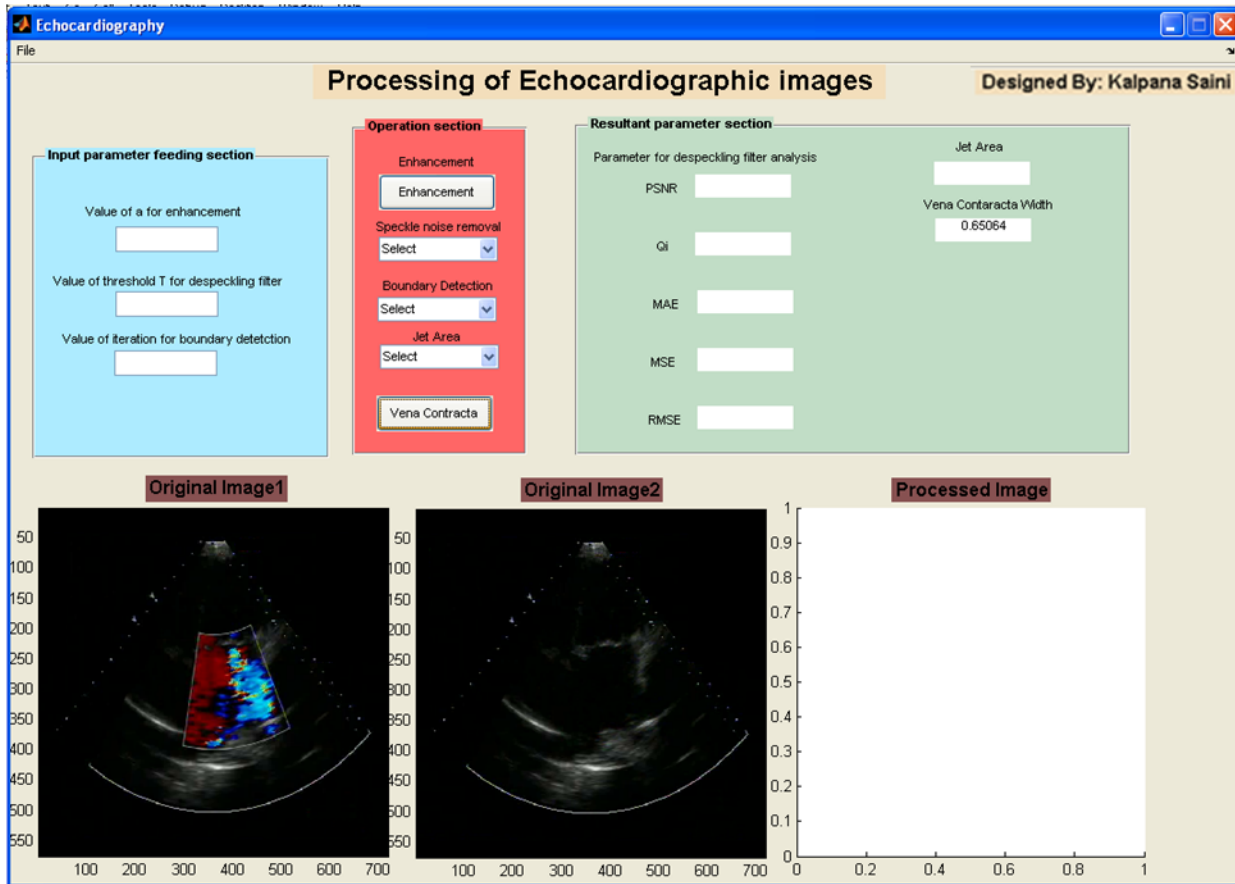 Echocardiography
File
Processing of Echocardiographic images
Designed By: Kalpana Saini
Input parameter feeding section
Value of a for enhancement
Value of threshold T for despeckling filter
Value of iteration for boundary detetction
Operation section
Enhancement
Enhancement
Speckle noise removal
Select
Boundary Detection
Select
Jet Area
Select
Vena Contracta
Resultant parameter section
Parameter for despeckling filter analysis
PSNR
Qi
MAE
MSE
RMSE
Jet Area
Vena Contaracta Width
0.65064
Original Image1
50
100
150
200
250
300
350
400
450
500
550
100 200 300 400 500 600 700
Original Image2
50
100
150
200
250
300
350
400
450
500
550
100 200 300 400 500 600 700
Processed Image
1
0.9
0.8
0.7
0.6
0.5
0.4
0.3
0.2
0.1
0
0 0.2 0.4 0.6 0.8 1